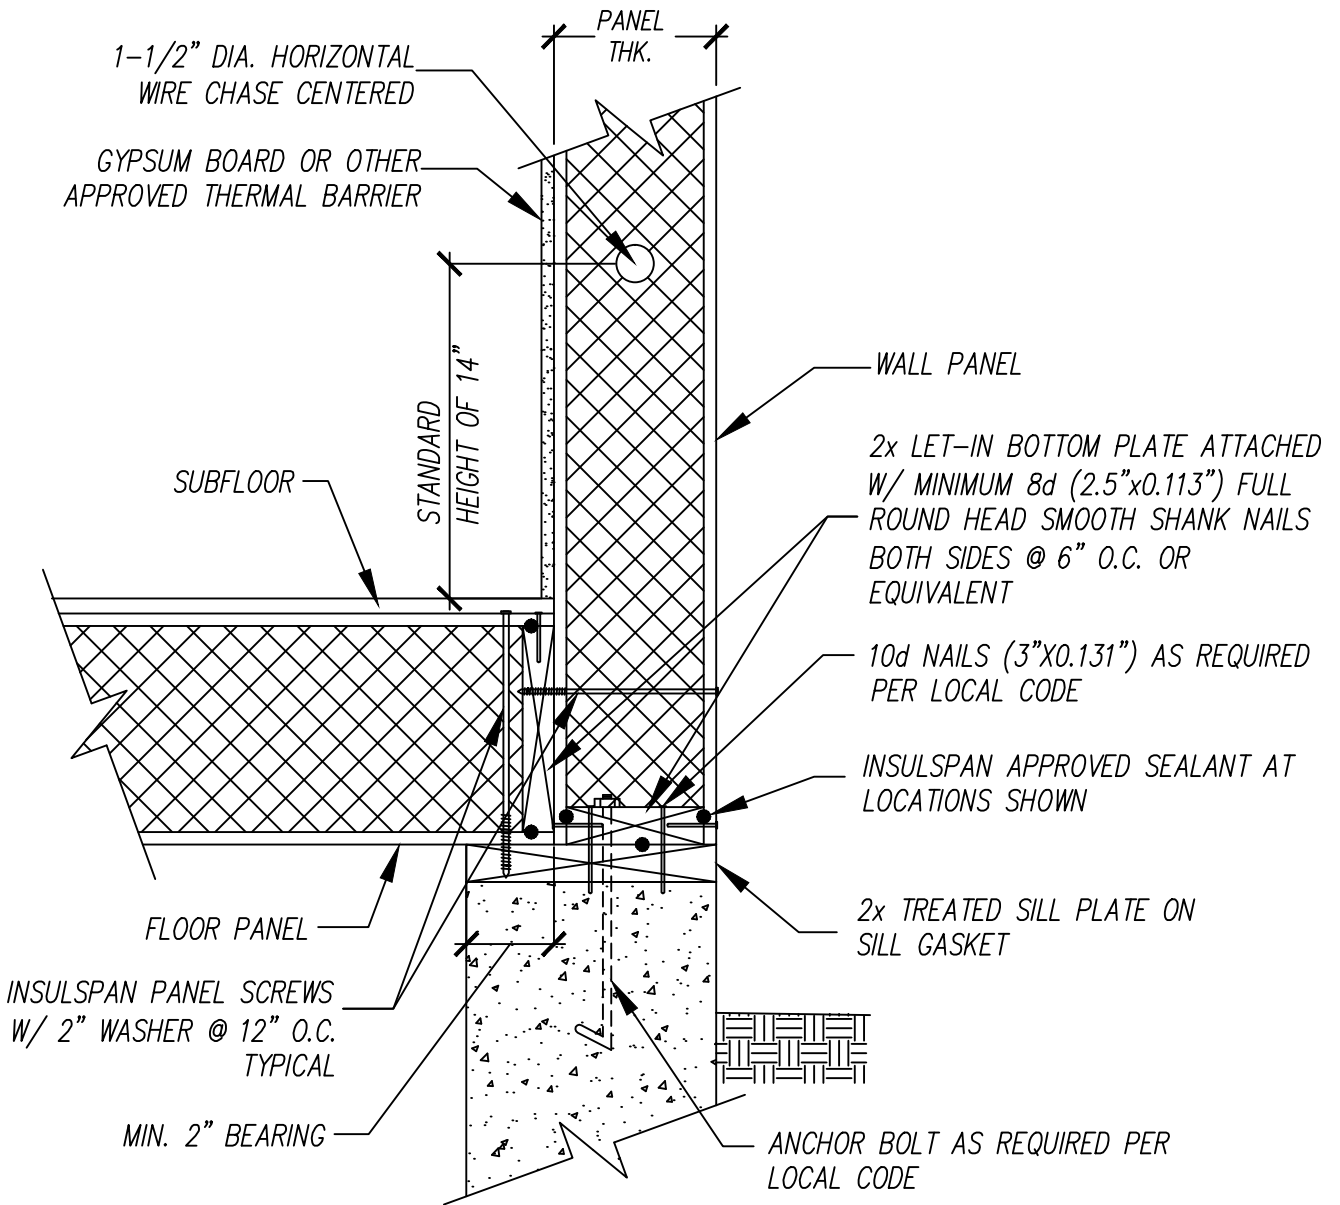 PANEL
THK.
1-1/2" DIA. HORIZONTAL
WIRE CHASE CENTERED
GYPSUM BOARD OR OTHER
APPROVED THERMAL BARRIER
STANDARD
HEIGHT OF 14"
SUBFLOOR
WALL PANEL
2x LET-IN BOTTOM PLATE ATTACHED
W/ MINIMUM 8d (2.5"x0.113") FULL
ROUND HEAD SMOOTH SHANK NAILS
BOTH SIDES @ 6" O.C. OR
EQUIVALENT
10d NAILS (3"X0.131") AS REQUIRED
PER LOCAL CODE
INSULSPAN APPROVED SEALANT AT
LOCATIONS SHOWN
2x TREATED SILL PLATE ON
SILL GASKET
FLOOR PANEL
INSULSPAN PANEL SCREWS
W/ 2" WASHER @ 12" O.C.
TYPICAL
MIN. 2" BEARING
ANCHOR BOLT AS REQUIRED PER
LOCAL CODE